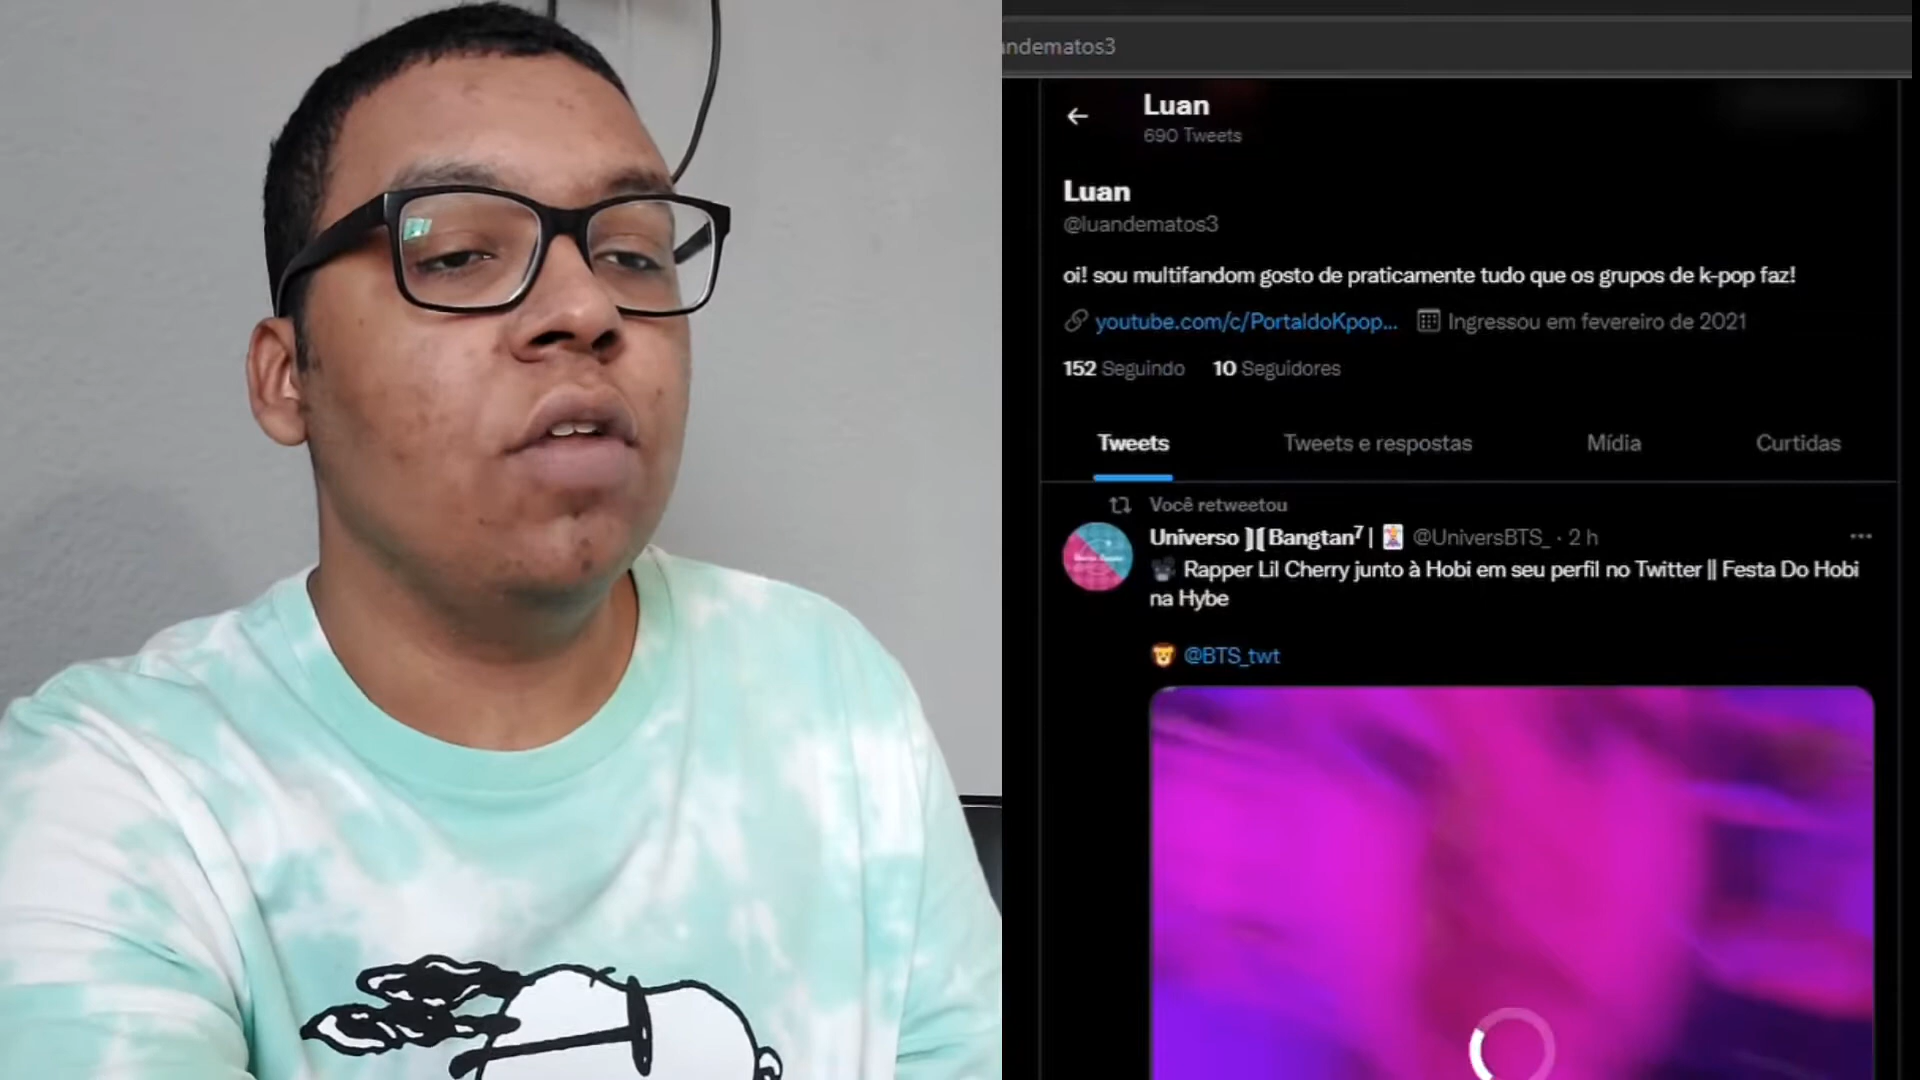 ndematos3
Luan
690 Tweets
Luan
@luandematos3
oi! sou multifandom gosto de praticamente tudo que os grupos de k-pop faz!
youtube.com/c/PortaldoKpop... Ingressou em fevereiro de 2021
152 Seguindo 10 Seguidores
Tweets Tweets e respostas Mídia Curtidas
Você retweetou
Universo ][ Bangtan⁷ | 🃏 @UniversBTS_ · 2 h
📽 Rapper Lil Cherry junto à Hobi em seu perfil no Twitter || Festa Do Hobi
na Hybe
🦁 @BTS_twt